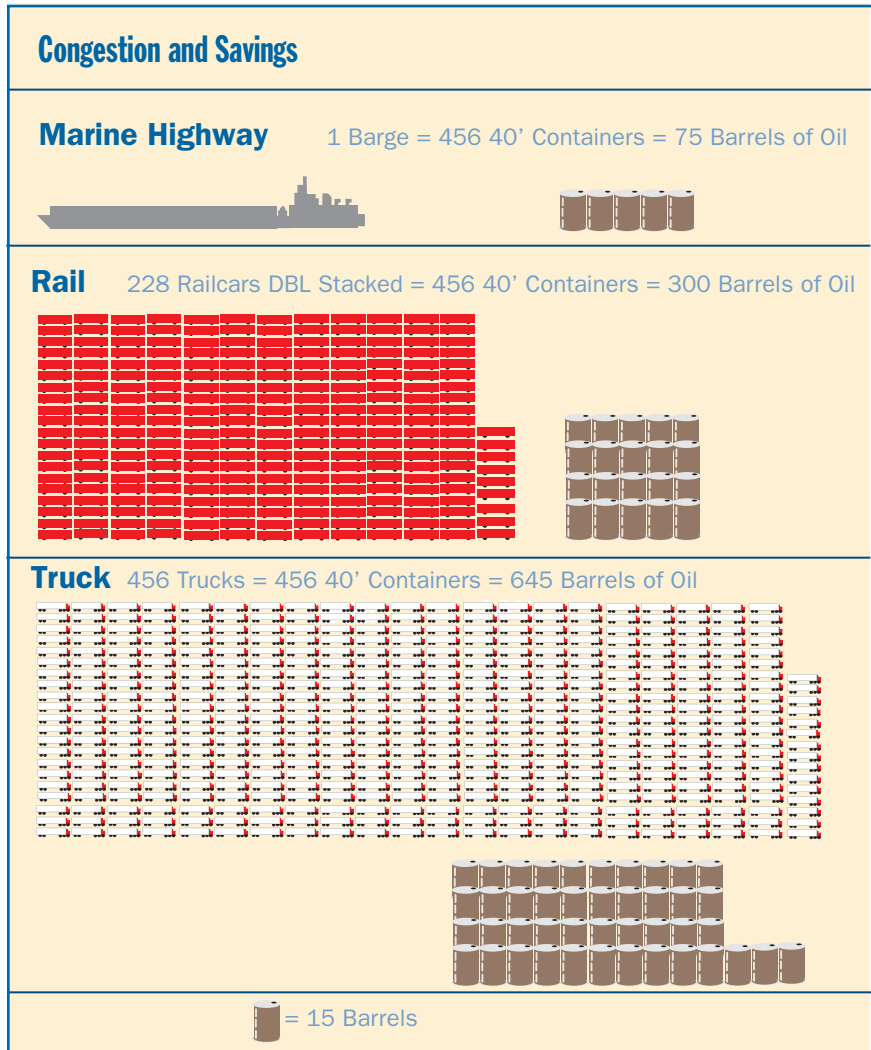 Congestion and Savings
Marine Highway 1 Barge = 456 40’ Containers = 75 Barrels of Oil
Rail 228 Railcars DBL Stacked = 456 40’ Containers = 300 Barrels of Oil
Truck 456 Trucks = 456 40’ Containers = 645 Barrels of Oil
= 15 Barrels